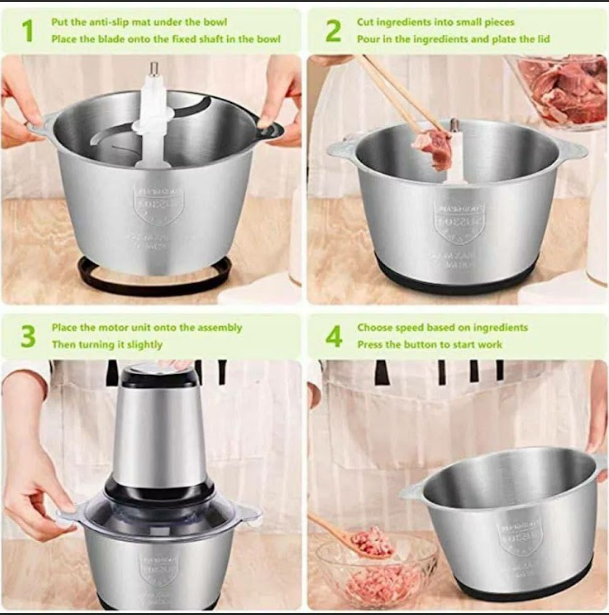 1
Put the anti-slip mat under the bowl
Place the blade onto the fixed shaft in the bowl
2
Cut ingredients into small pieces
Pour in the ingredients and plate the lid
3
Place the motor unit onto the assembly
Then turning it slightly
4
Choose speed based on ingredients
Press the button to start work